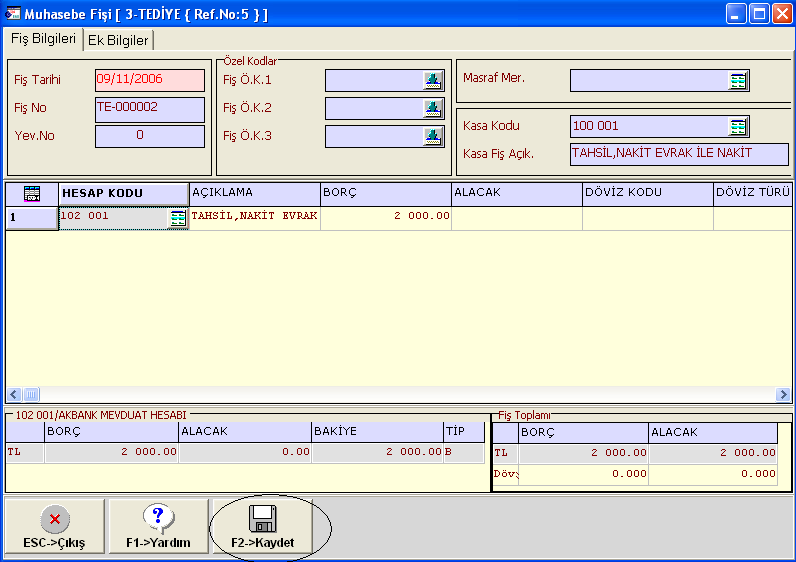 Muhasebe Fişi [ 3-TEDİYE { Ref.No:5 } ]
Fiş Bilgileri Ek Bilgiler
Fiş Tarihi 09/11/2006
Fiş No TE-000002
Yev.No 0
Özel Kodlar
Fiş Ö.K.1
Fiş Ö.K.2
Fiş Ö.K.3
Masraf Mer.
Kasa Kodu 100 001
Kasa Fiş Açık. TAHSİL,NAKİT EVRAK İLE NAKİT
HESAP KODU AÇIKLAMA BORÇ ALACAK DÖVİZ KODU DÖVİZ TÜRÜ
1 102 001 TAHSİL,NAKİT EVRAK 2 000.00
102 001/AKBANK MEVDUAT HESABI
BORÇ ALACAK BAKİYE TİP
TL 2 000.00 0.00 2 000.00 B
Fiş Toplamı
BORÇ ALACAK
TL 2 000.00 2 000.00
Döv 0.000 0.000
ESC->Çıkış F1->Yardım F2->Kaydet